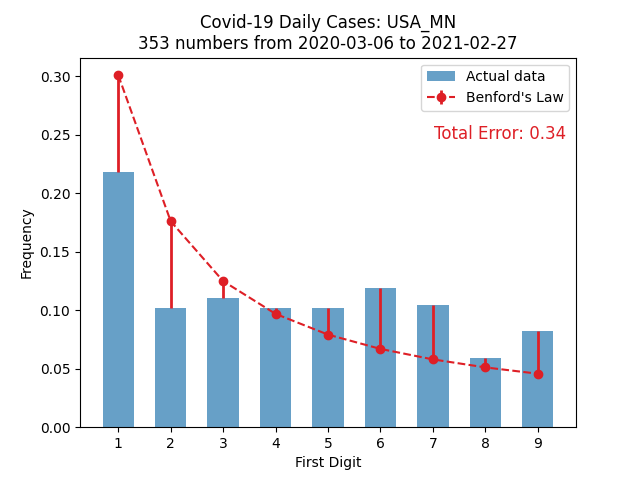 Covid-19 Daily Cases: USA_MN
353 numbers from 2020-03-06 to 2021-02-27
Actual data
Benford's Law
Total Error: 0.34
Frequency
0.30
0.25
0.20
0.15
0.10
0.05
0.00
1 2 3 4 5 6 7 8 9
First Digit